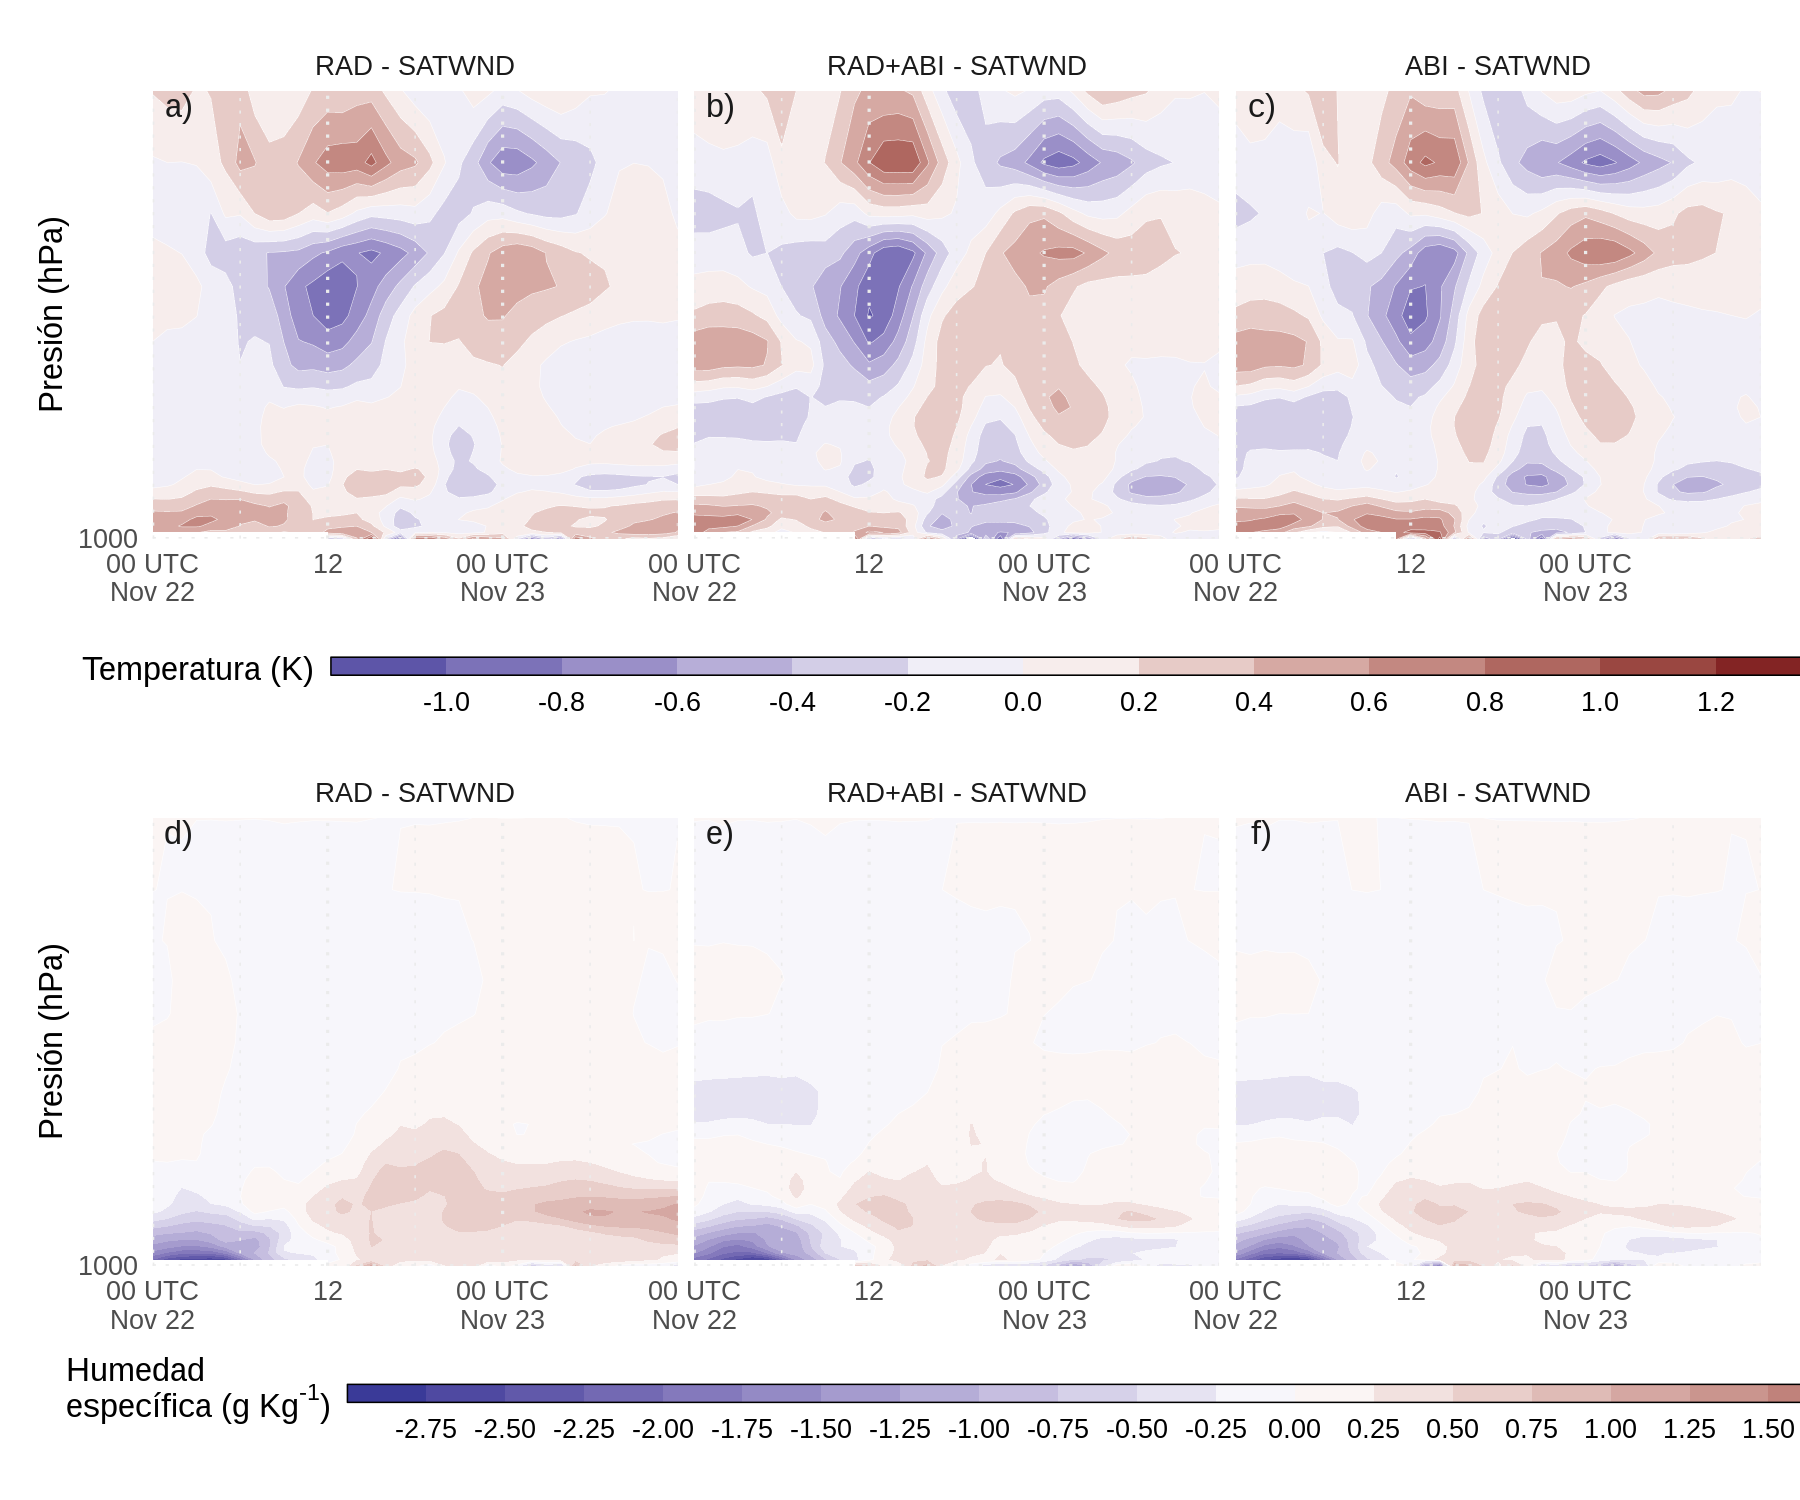 RAD - SATWND RAD+ABI - SATWND ABI - SATWND
a) b) c)
Presión (hPa)
1000
00 UTC 12 00 UTC 00 UTC 12 00 UTC 00 UTC 12 00 UTC
Nov 22 Nov 23 Nov 22 Nov 23 Nov 22 Nov 23
Temperatura (K)
-1.0 -0.8 -0.6 -0.4 -0.2 0.0 0.2 0.4 0.6 0.8 1.0 1.2
RAD - SATWND RAD+ABI - SATWND ABI - SATWND
d) e) f)
Presión (hPa)
1000
00 UTC 12 00 UTC 00 UTC 12 00 UTC 00 UTC 12 00 UTC
Nov 22 Nov 23 Nov 22 Nov 23 Nov 22 Nov 23
Humedad
específica (g Kg-1)
-2.75 -2.50 -2.25 -2.00 -1.75 -1.50 -1.25 -1.00 -0.75 -0.50 -0.25 0.00 0.25 0.50 0.75 1.00 1.25 1.50